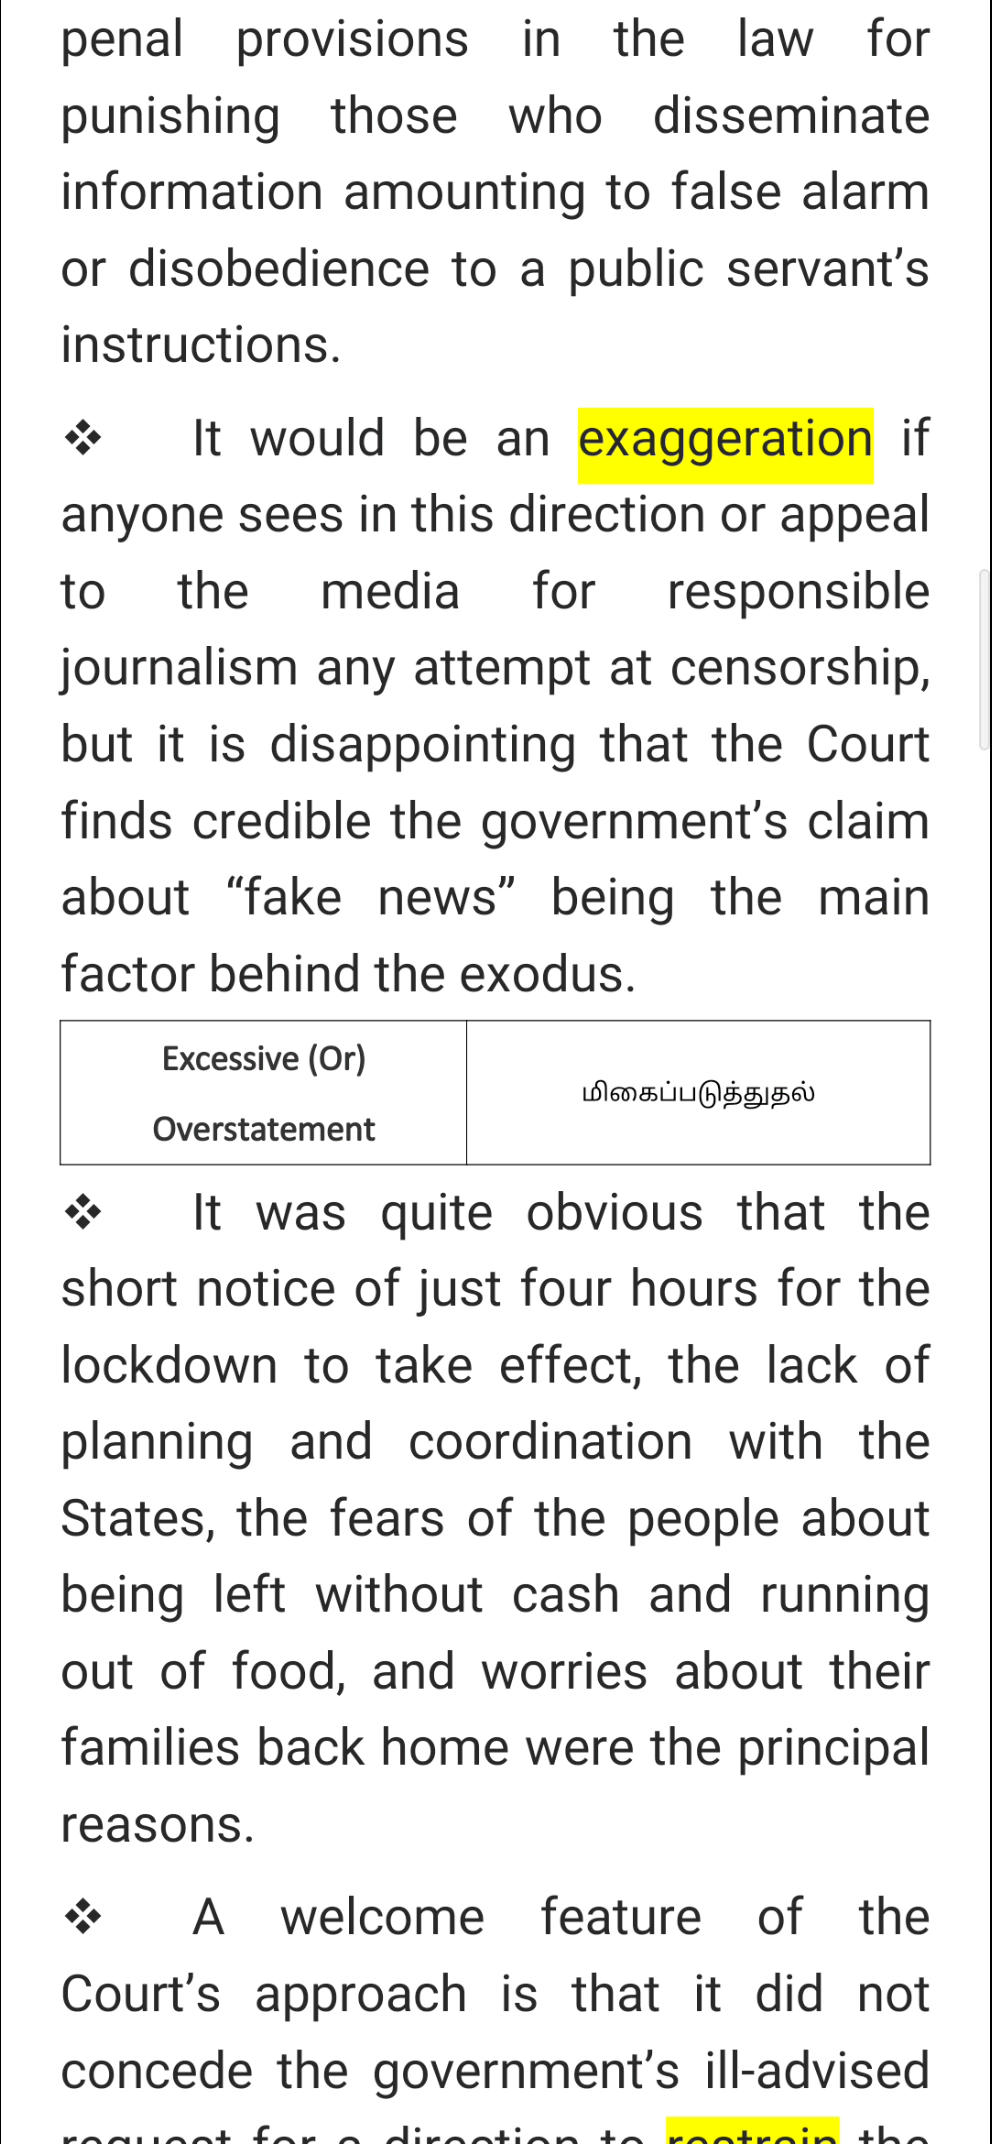 penal provisions in the law for
punishing those who disseminate
information amounting to false alarm
or disobedience to a public servant’s
instructions.
❖ It would be an exaggeration if
anyone sees in this direction or appeal
to the media for responsible
journalism any attempt at censorship,
but it is disappointing that the Court
finds credible the government’s claim
about “fake news” being the main
factor behind the exodus.
Excessive (Or)
Overstatement
மிகைப்படுத்துதல்
❖ It was quite obvious that the
short notice of just four hours for the
lockdown to take effect, the lack of
planning and coordination with the
States, the fears of the people about
being left without cash and running
out of food, and worries about their
families back home were the principal
reasons.
❖ A welcome feature of the
Court’s approach is that it did not
concede the government’s ill-advised
request for a direction to restrain the